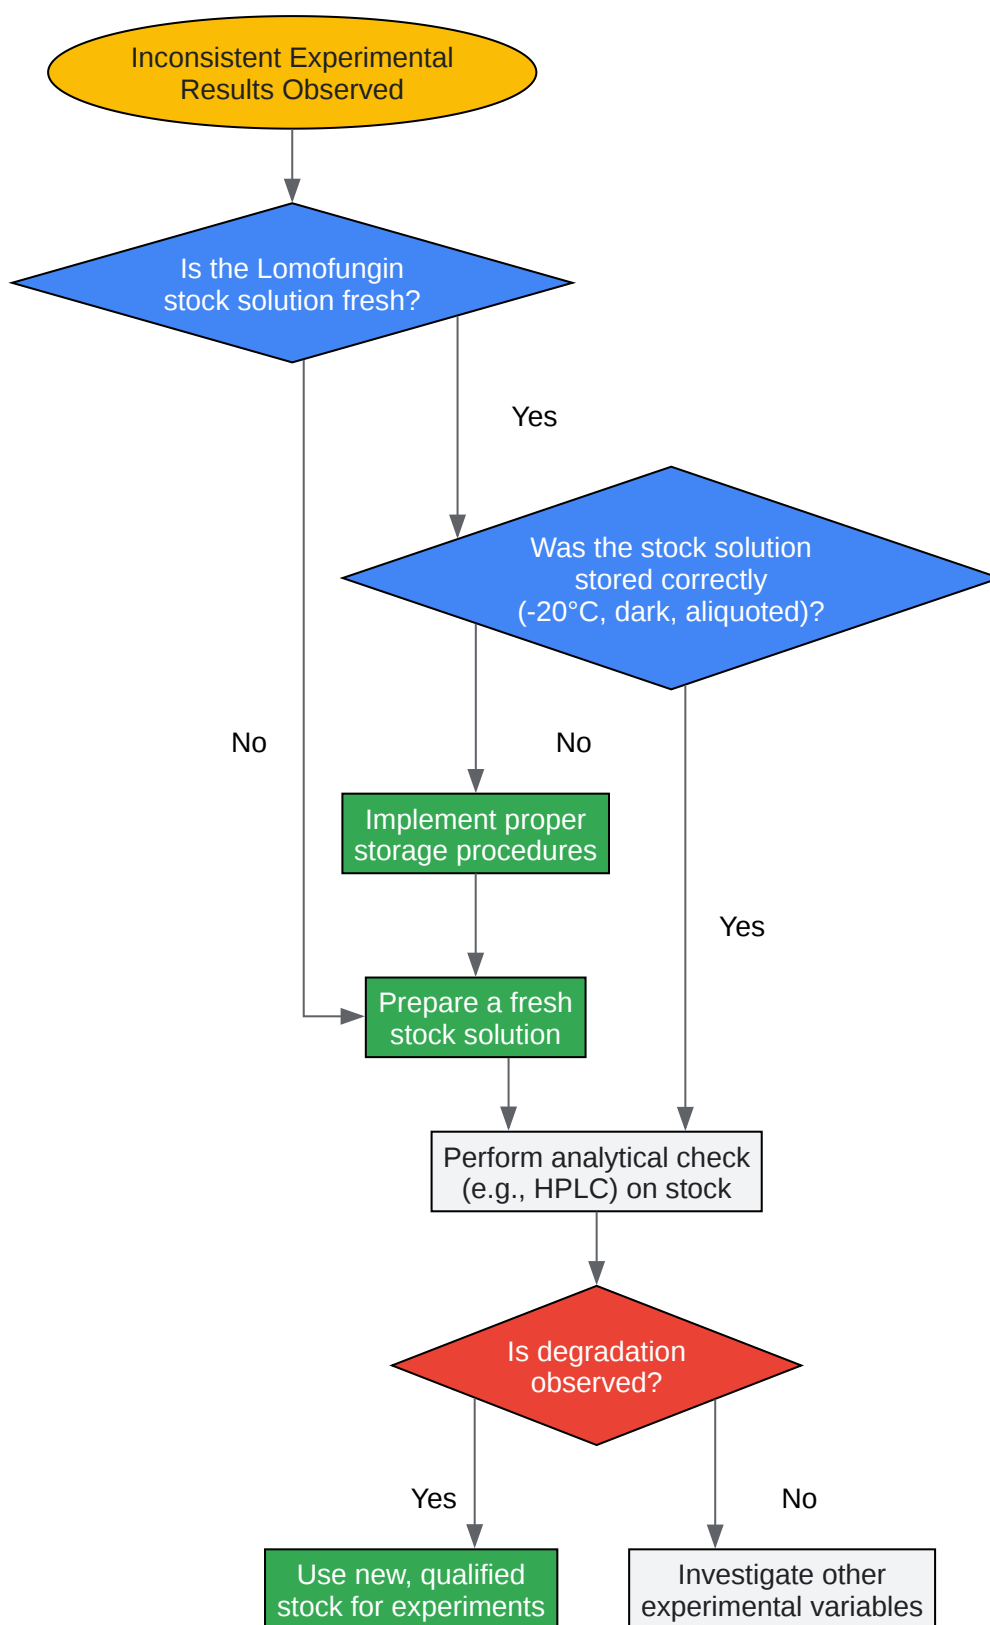 Inconsistent Experimental
Results Observed
Is the Lomofungin
stock solution fresh?
Yes
Was the stock solution
stored correctly
(-20°C, dark, aliquoted)?
No
No
Implement proper
storage procedures
Yes
Prepare a fresh
stock solution
Perform analytical check
(e.g., HPLC) on stock
Is degradation
observed?
Yes
No
Use new, qualified
stock for experiments
Investigate other
experimental variables